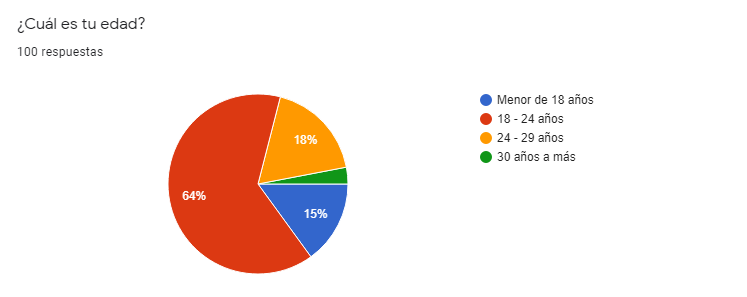 ¿Cuál es tu edad?
100 respuestas
Menor de 18 años
18 - 24 años
24 - 29 años
30 años a más
18%
64%
15%